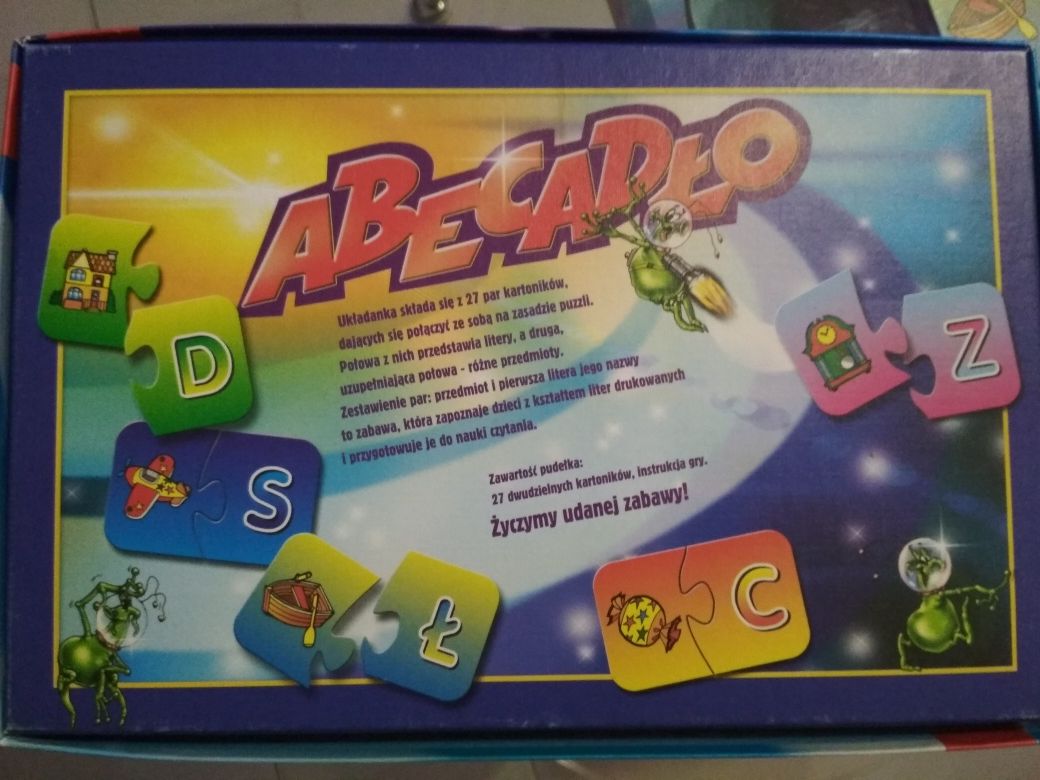 ABECADŁO
Układanka składa się z 27 par kartoników,
dających się połączyć ze sobą na zasadzie puzzli.
Połowa z nich przedstawia litery, a druga,
uzupełniająca połowa - różne przedmioty.
Zestawienie par: przedmiot i pierwsza litera jego nazwy
to zabawa, która zapoznaje dzieci z kształtem liter drukowanych
i przygotowuje je do nauki czytania.
Zawartość pudełka:
27 dwudzielnych kartoników, instrukcja gry.
Życzymy udanej zabawy!
D
Z
S
Ł
C